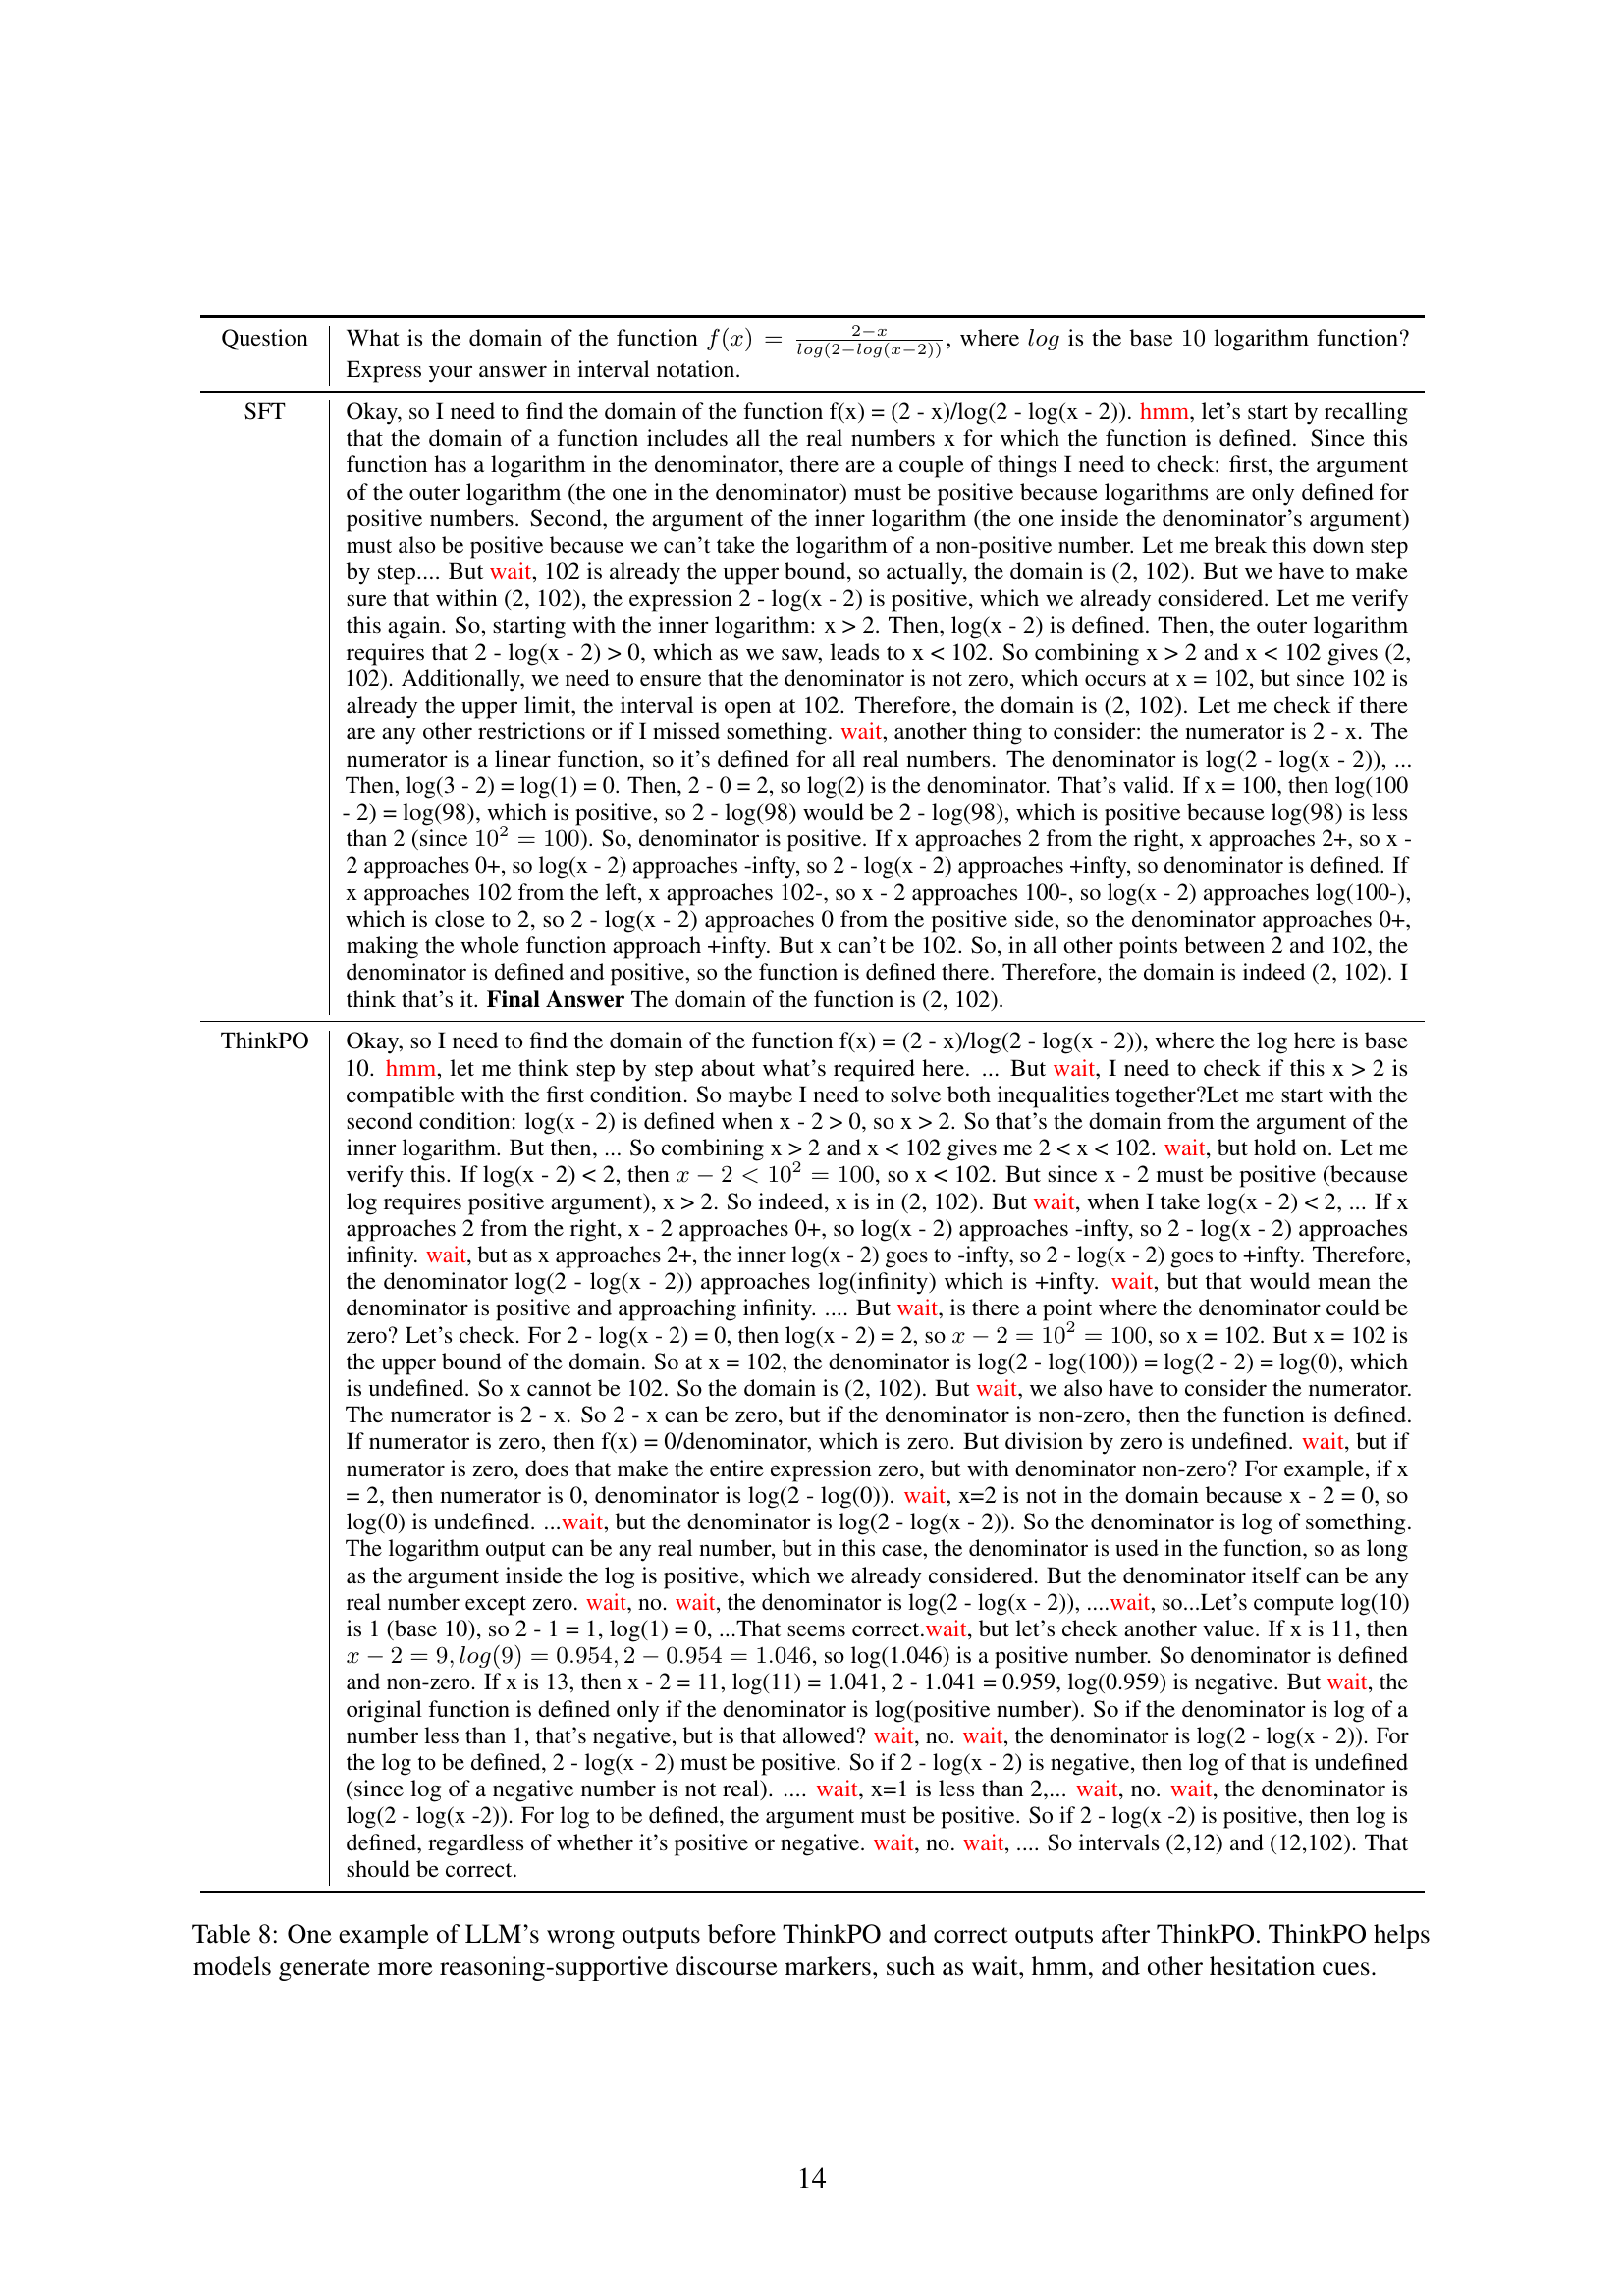 Question What is the domain of the function f(x) = \frac{2-x}{log(2-log(x-2))}, where log is the base 10 logarithm function?
Express your answer in interval notation.
SFT Okay, so I need to find the domain of the function f(x) = (2 - x)/log(2 - log(x - 2)). hmm, let's start by recalling
that the domain of a function includes all the real numbers x for which the function is defined. Since this
function has a logarithm in the denominator, there are a couple of things I need to check: first, the argument
of the outer logarithm (the one in the denominator) must be positive because logarithms are only defined for
positive numbers. Second, the argument of the inner logarithm (the one inside the denominator's argument)
must also be positive because we can't take the logarithm of a non-positive number. Let me break this down step
by step.... But wait, 102 is already the upper bound, so actually, the domain is (2, 102). But we have to make
sure that within (2, 102), the expression 2 - log(x - 2) is positive, which we already considered. Let me verify
this again. So, starting with the inner logarithm: x > 2. Then, log(x - 2) is defined. Then, the outer logarithm
requires that 2 - log(x - 2) > 0, which as we saw, leads to x < 102. So combining x > 2 and x < 102 gives (2,
102). Additionally, we need to ensure that the denominator is not zero, which occurs at x = 102, but since 102 is
already the upper limit, the interval is open at 102. Therefore, the domain is (2, 102). Let me check if there
are any other restrictions or if I missed something. wait, another thing to consider: the numerator is 2 - x. The
numerator is a linear function, so it's defined for all real numbers. The denominator is log(2 - log(x - 2)), ...
Then, log(3 - 2) = log(1) = 0. Then, 2 - 0 = 2, so log(2) is the denominator. That's valid. If x = 100, then log(100
- 2) = log(98), which is positive, so 2 - log(98) would be 2 - log(98), which is positive because log(98) is less
than 2 (since 10² = 100). So, denominator is positive. If x approaches 2 from the right, x approaches 2+, so x -
2 approaches 0+, so log(x - 2) approaches -infty, so 2 - log(x - 2) approaches +infty, so denominator is defined. If
x approaches 102 from the left, x approaches 102-, so x - 2 approaches 100-, so log(x - 2) approaches log(100-),
which is close to 2, so 2 - log(x - 2) approaches 0 from the positive side, so the denominator approaches 0+,
making the whole function approach +infty. But x can't be 102. So, in all other points between 2 and 102, the
denominator is defined and positive, so the function is defined there. Therefore, the domain is indeed (2, 102). I
think that's it. Final Answer The domain of the function is (2, 102).
ThinkPO Okay, so I need to find the domain of the function f(x) = (2 - x)/log(2 - log(x - 2)), where the log here is base
10. hmm, let me think step by step about what's required here. ... But wait, I need to check if this x > 2 is
compatible with the first condition. So maybe I need to solve both inequalities together?Let me start with the
second condition: log(x - 2) is defined when x - 2 > 0, so x > 2. So that's the domain from the argument of the
inner logarithm. But then, ... So combining x > 2 and x < 102 gives me 2 < x < 102. wait, but hold on. Let me
verify this. If log(x - 2) < 2, then x − 2 < 10² = 100, so x < 102. But since x - 2 must be positive (because
log requires positive argument), x > 2. So indeed, x is in (2, 102). But wait, when I take log(x - 2) < 2, ... If x
approaches 2 from the right, x - 2 approaches 0+, so log(x - 2) approaches -infty, so 2 - log(x - 2) approaches
infinity. wait, but as x approaches 2+, the inner log(x - 2) goes to -infty, so 2 - log(x - 2) goes to +infty. Therefore,
the denominator log(2 - log(x - 2)) approaches log(infinity) which is +infty. wait, but that would mean the
denominator is positive and approaching infinity. .... But wait, is there a point where the denominator could be
zero? Let's check. For 2 - log(x - 2) = 0, then log(x - 2) = 2, so x − 2 = 10² = 100, so x = 102. But x = 102 is
the upper bound of the domain. So at x = 102, the denominator is log(2 - log(100)) = log(2 - 2) = log(0), which
is undefined. So x cannot be 102. So the domain is (2, 102). But wait, we also have to consider the numerator.
The numerator is 2 - x. So 2 - x can be zero, but if the denominator is non-zero, then the function is defined.
If numerator is zero, then f(x) = 0/denominator, which is zero. But division by zero is undefined. wait, but if
numerator is zero, does that make the entire expression zero, but with denominator non-zero? For example, if x
= 2, then numerator is 0, denominator is log(2 - log(0)). wait, x=2 is not in the domain because x - 2 = 0, so
log(0) is undefined. ...wait, but the denominator is log(2 - log(x - 2)). So the denominator is log of something.
The logarithm output can be any real number, but in this case, the denominator is used in the function, so as long
as the argument inside the log is positive, which we already considered. But the denominator itself can be any
real number except zero. wait, no. wait, the denominator is log(2 - log(x - 2)), ....wait, so...Let's compute log(10)
is 1 (base 10), so 2 - 1 = 1, log(1) = 0, ...That seems correct.wait, but let's check another value. If x is 11, then
x − 2 = 9, log(9) = 0.954, 2 − 0.954 = 1.046, so log(1.046) is a positive number. So denominator is defined
and non-zero. If x is 13, then x - 2 = 11, log(11) = 1.041, 2 - 1.041 = 0.959, log(0.959) is negative. But wait, the
original function is defined only if the denominator is log(positive number). So if the denominator is log of a
number less than 1, that's negative, but is that allowed? wait, no. wait, the denominator is log(2 - log(x - 2)). For
the log to be defined, 2 - log(x - 2) must be positive. So if 2 - log(x - 2) is negative, then log of that is undefined
(since log of a negative number is not real). .... wait, x=1 is less than 2,... wait, no. wait, the denominator is
log(2 - log(x -2)). For log to be defined, the argument must be positive. So if 2 - log(x -2) is positive, then log is
defined, regardless of whether it's positive or negative. wait, no. wait, .... So intervals (2,12) and (12,102). That
should be correct.
Table 8: One example of LLM's wrong outputs before ThinkPO and correct outputs after ThinkPO. ThinkPO helps
models generate more reasoning-supportive discourse markers, such as wait, hmm, and other hesitation cues.
14